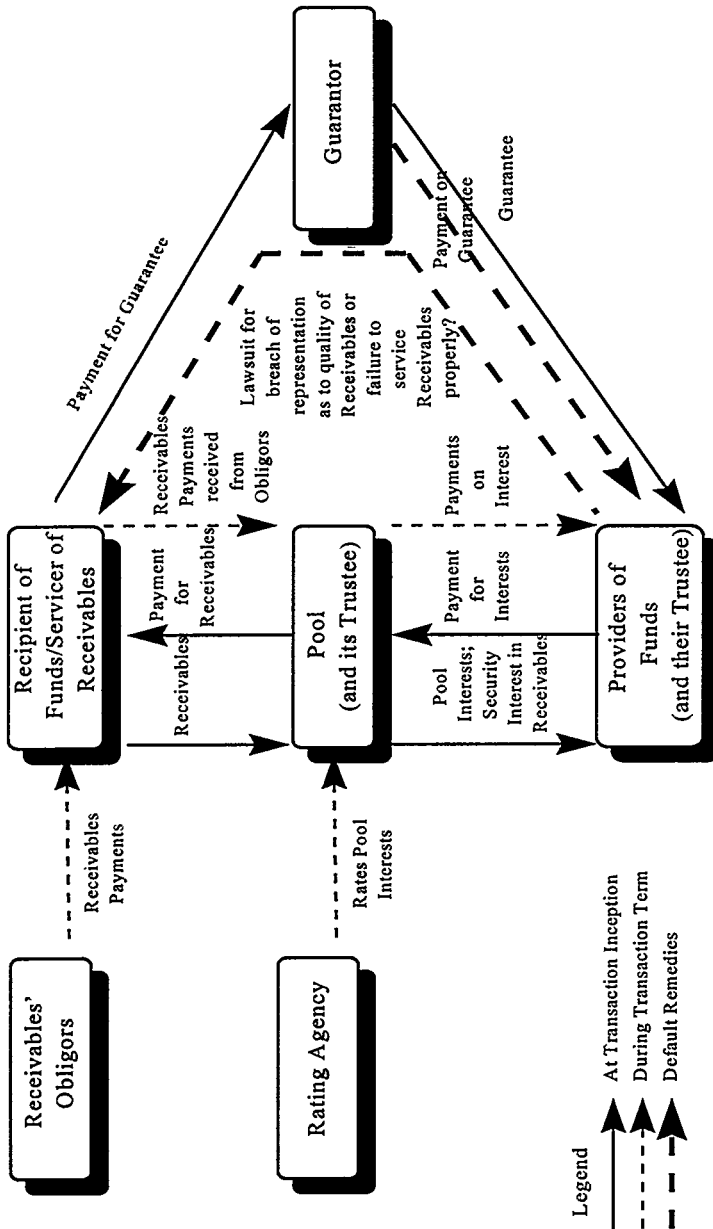 Receivables'
Obligors
Receivables
Payments
Recipient of
Funds/Servicer of
Receivables
Payment for Guarantee
Receivables
Payment
for
Receivables
Receivables
Payments
received
from
Obligors
Rating Agency
Rates Pool
Interests
Pool
(and its Trustee)
Lawsuit for
breach of
representation
as to quality of
Receivables or
failure to
service
Receivables
properly?
Guarantor
Pool
Interests;
Security
Interest in
Receivables
Payment
for
Interests
Payments
on
Interest
Payment on
Guarantee
Guarantee
Providers of
Funds
(and their Trustee)
Legend
At Transaction Inception
During Transaction Term
Default Remedies